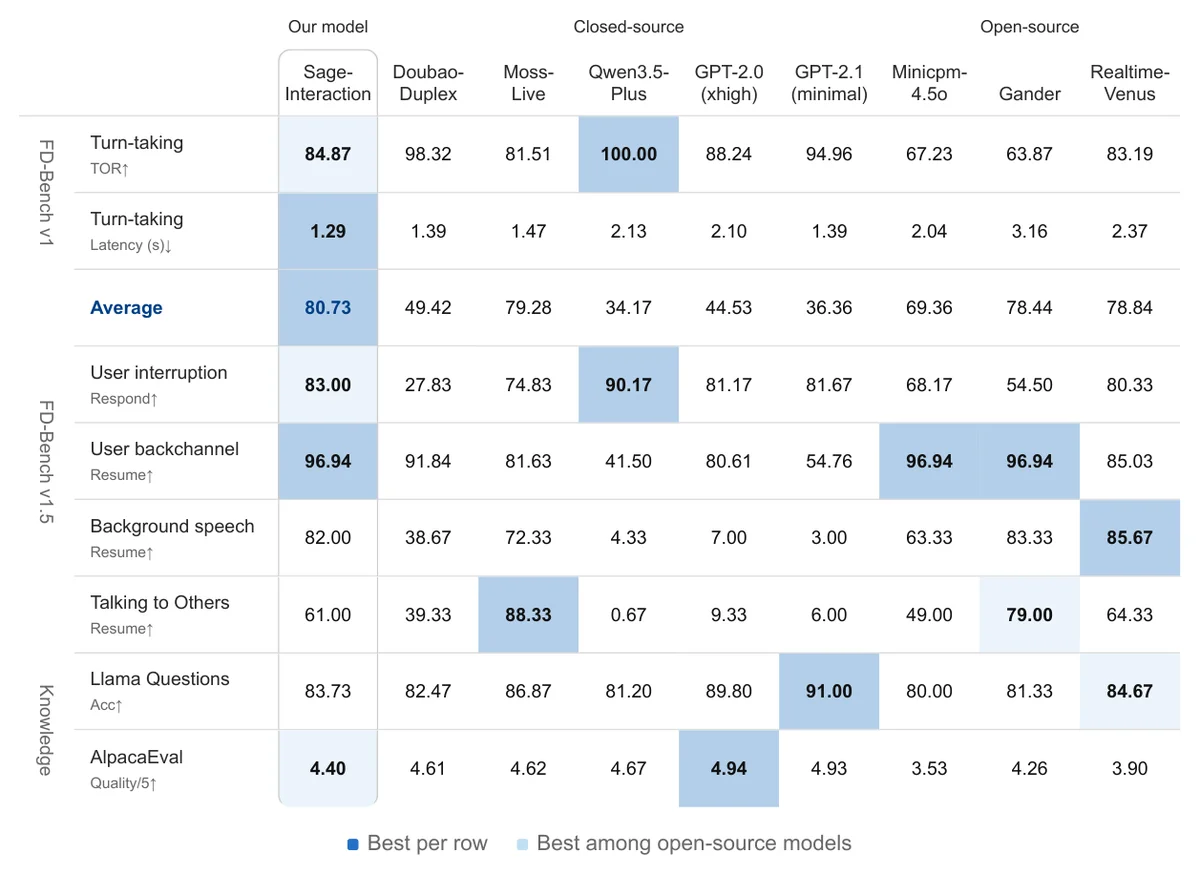 Our model Closed-source Open-source
Sage-Interaction Doubao-Duplex Moss-Live Qwen3.5-Plus GPT-2.0 (xhigh) GPT-2.1 (minimal) Minicpm-4.5o Gander Realtime-Venus
FD-Bench v1
Turn-taking 84.87 98.32 81.51 100.00 88.24 94.96 67.23 63.87 83.19
TOR↑
Turn-taking 1.29 1.39 1.47 2.13 2.10 1.39 2.04 3.16 2.37
Latency (s)↓
FD-Bench v1.5
Average 80.73 49.42 79.28 34.17 44.53 36.36 69.36 78.44 78.84
User interruption 83.00 27.83 74.83 90.17 81.17 81.67 68.17 54.50 80.33
Respond↑
User backchannel 96.94 91.84 81.63 41.50 80.61 54.76 96.94 96.94 85.03
Resume↑
Background speech 82.00 38.67 72.33 4.33 7.00 3.00 63.33 83.33 85.67
Resume↑
Talking to Others 61.00 39.33 88.33 0.67 9.33 6.00 49.00 79.00 64.33
Resume↑
Knowledge
Llama Questions 83.73 82.47 86.87 81.20 89.80 91.00 80.00 81.33 84.67
Acc↑
AlpacaEval 4.40 4.61 4.62 4.67 4.94 4.93 3.53 4.26 3.90
Quality/5↑
Best per row Best among open-source models